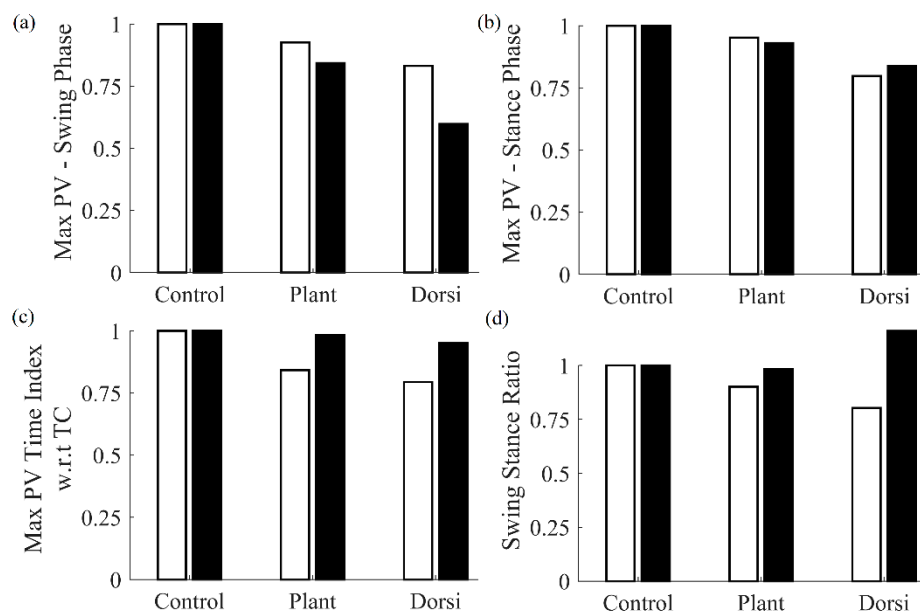 (a)
Max PV - Swing Phase
1
0.75
0.5
0.25
0
Control Plant Dorsi
(b)
Max PV - Stance Phase
1
0.75
0.5
0.25
0
Control Plant Dorsi
(c)
Max PV Time Index
w.r.t TC
1
0.75
0.5
0.25
0
Control Plant Dorsi
(d)
Swing Stance Ratio
1
0.75
0.5
0.25
0
Control Plant Dorsi